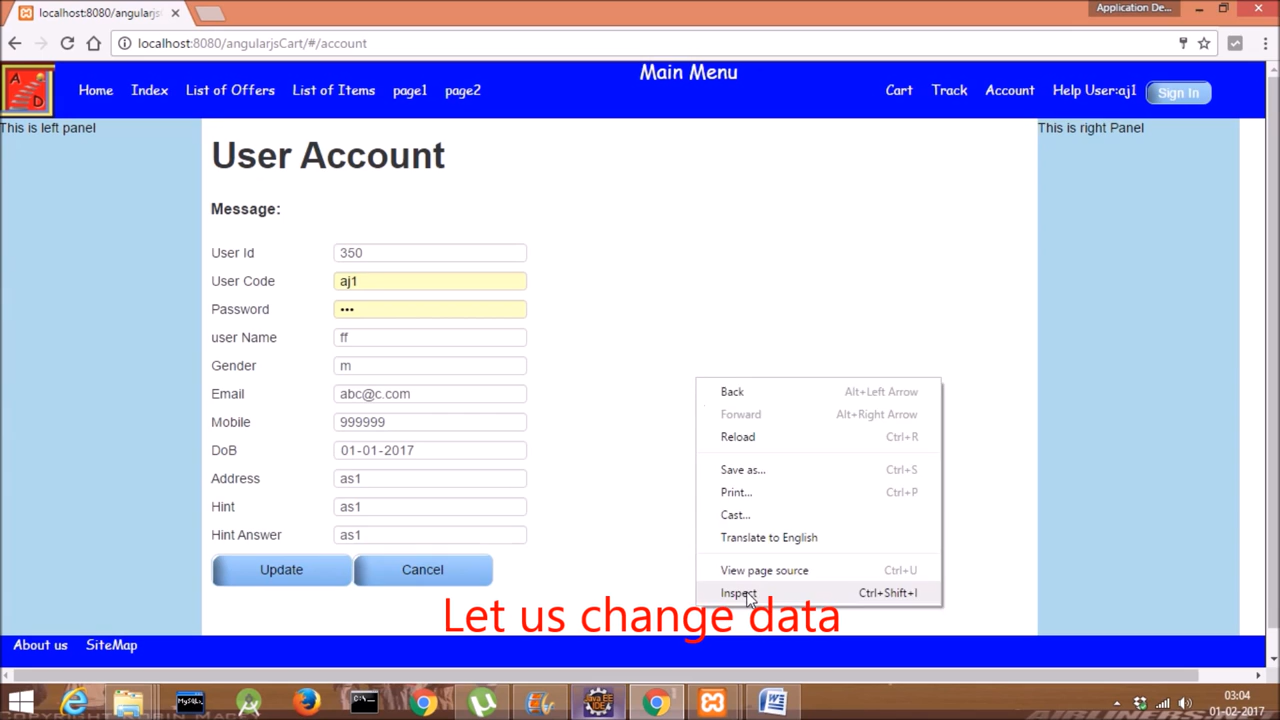 localhost:8080/angularjs
Application De...
localhost:8080/angularjsCart/#/account
Main Menu
A
D
Home Index List of Offers List of Items page1 page2 Cart Track Account Help User:aj1 Sign In
This is left panel
This is right Panel
User Account
Message:
User Id 350
User Code aj1
Password •••
user Name ff
Gender m
Email abc@c.com
Mobile 999999
DoB 01-01-2017
Address as1
Hint as1
Hint Answer as1
Update Cancel
Back Alt+Left Arrow
Forward Alt+Right Arrow
Reload Ctrl+R
Save as... Ctrl+S
Print... Ctrl+P
Cast...
Translate to English
View page source Ctrl+U
Inspect Ctrl+Shift+I
Let us change data
About us SiteMap
MySQL
Java EE
IDE
03:04
01-02-2017